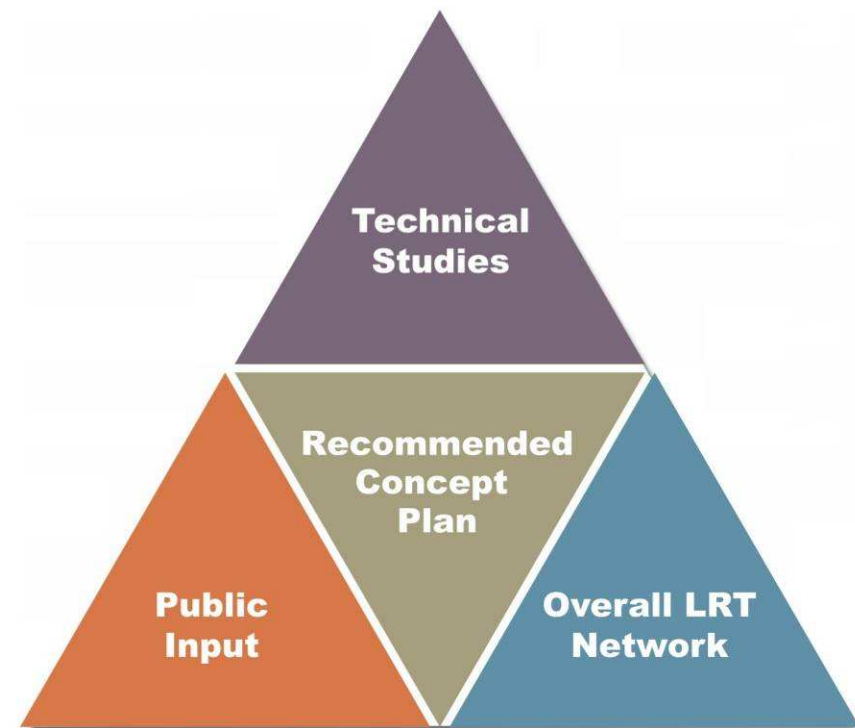 Technical
Studies
Recommended
Concept
Plan
Public
Input
Overall LRT
Network